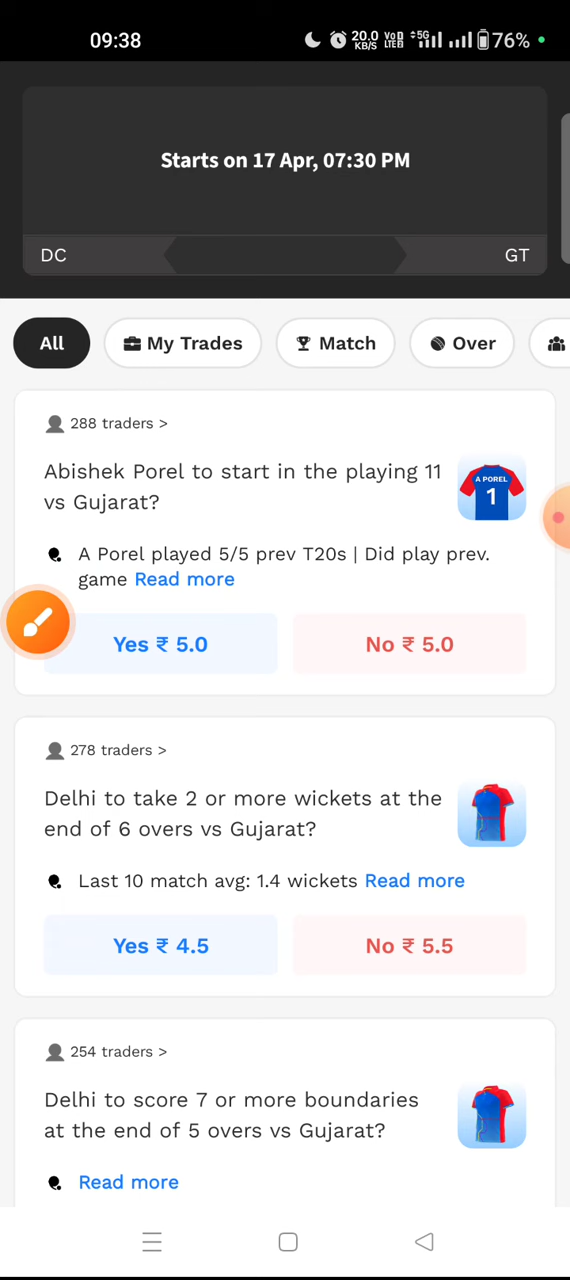 09:38
20.0 KB/S
VoD LTE2
5G
76%
Starts on 17 Apr, 07:30 PM
DC
GT
All
My Trades
Match
Over
288 traders >
Abishek Porel to start in the playing 11
vs Gujarat?
A POREL
1
A Porel played 5/5 prev T20s | Did play prev.
game Read more
Yes ₹ 5.0
No ₹ 5.0
278 traders >
Delhi to take 2 or more wickets at the
end of 6 overs vs Gujarat?
Last 10 match avg: 1.4 wickets Read more
Yes ₹ 4.5
No ₹ 5.5
254 traders >
Delhi to score 7 or more boundaries
at the end of 5 overs vs Gujarat?
Read more